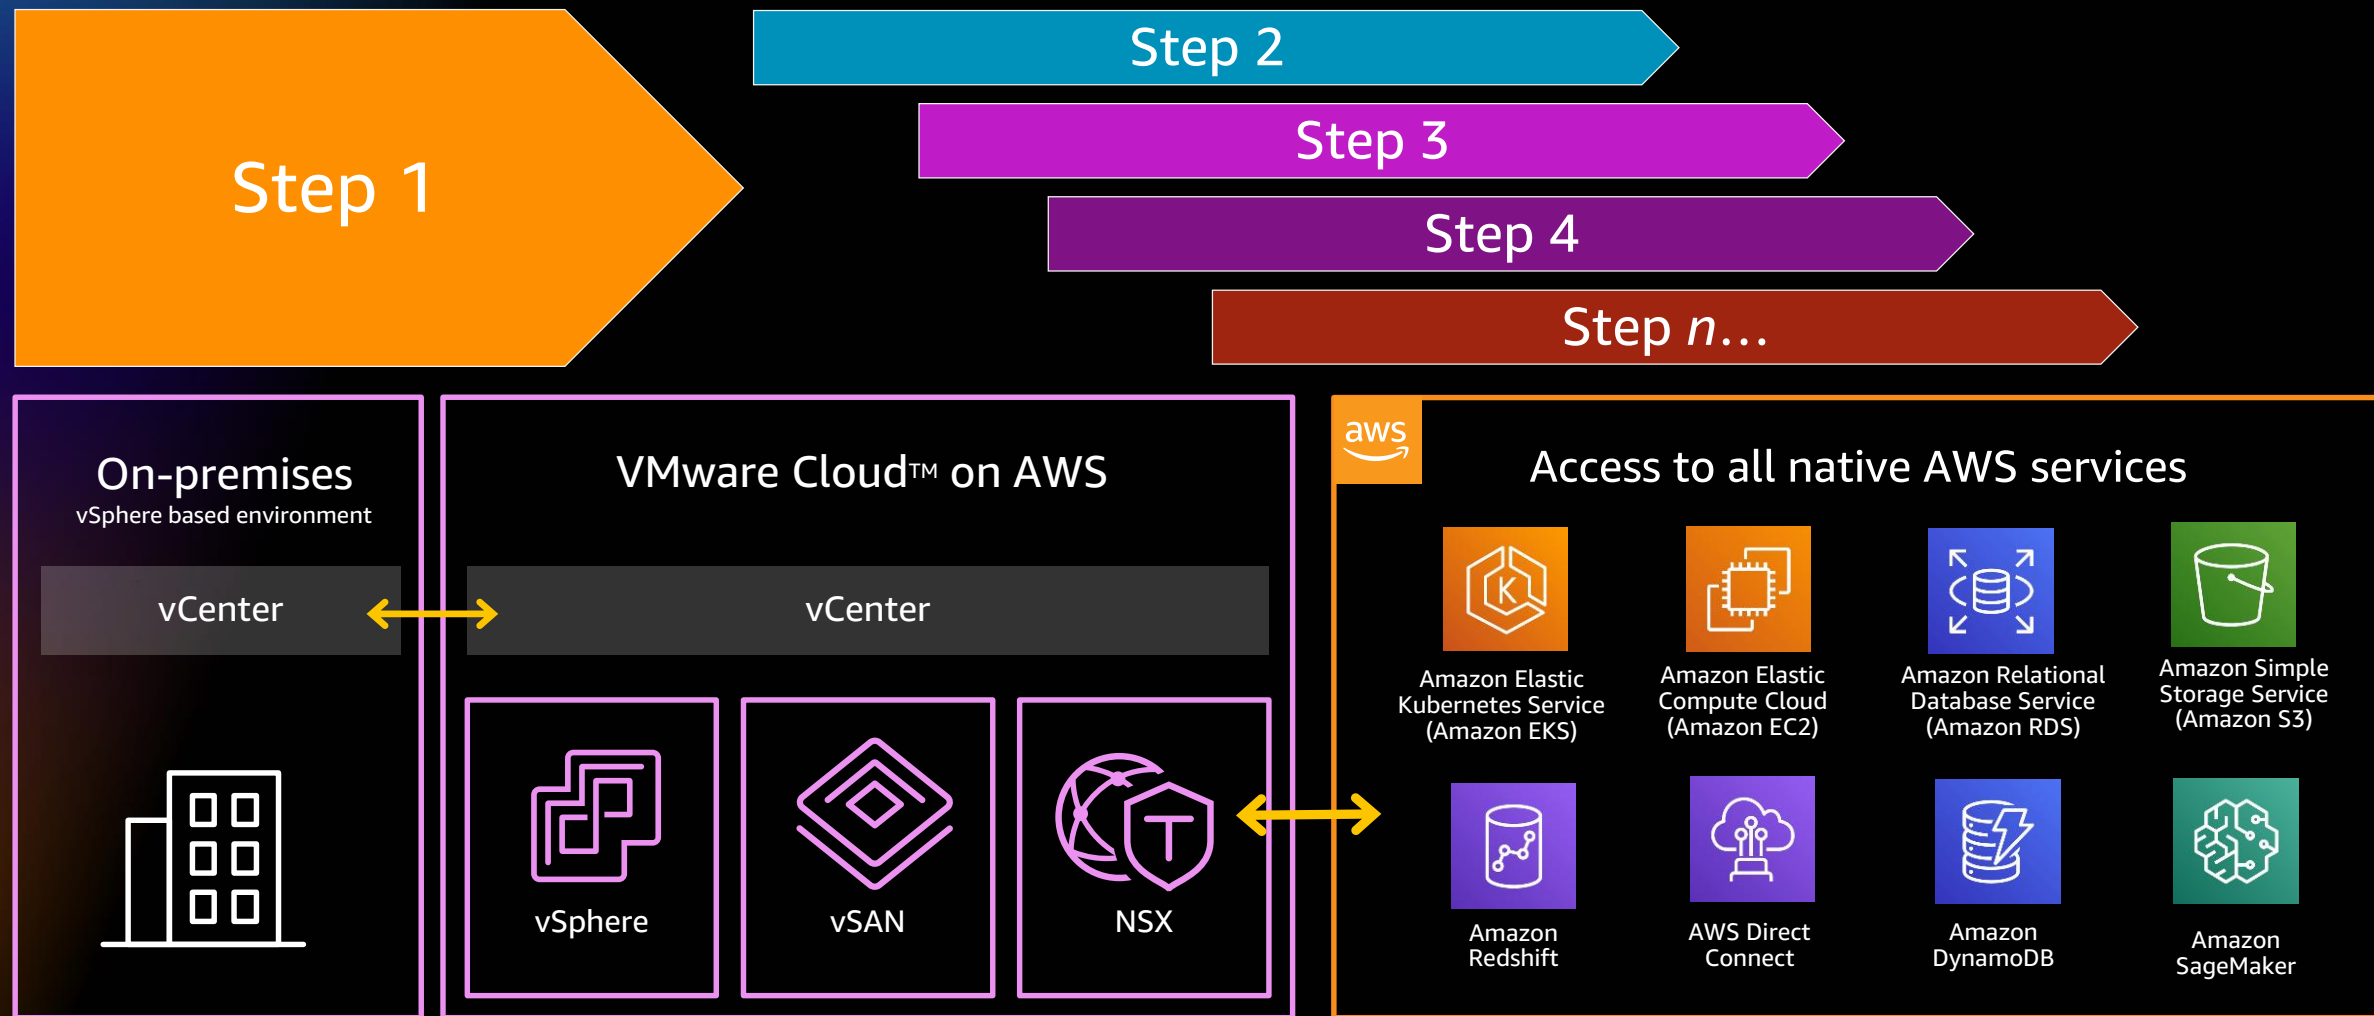 Step 1
Step 2
Step 3
Step 4
Step n...
On-premises
vSphere based environment
vCenter
VMware Cloud™ on AWS
vCenter
vSphere
vSAN
NSX
T
aws
Access to all native AWS services
K
Amazon Elastic
Kubernetes Service
(Amazon EKS)
Amazon Elastic
Compute Cloud
(Amazon EC2)
Amazon Relational
Database Service
(Amazon RDS)
Amazon Simple
Storage Service
(Amazon S3)
Amazon
Redshift
AWS Direct
Connect
Amazon
DynamoDB
Amazon
SageMaker